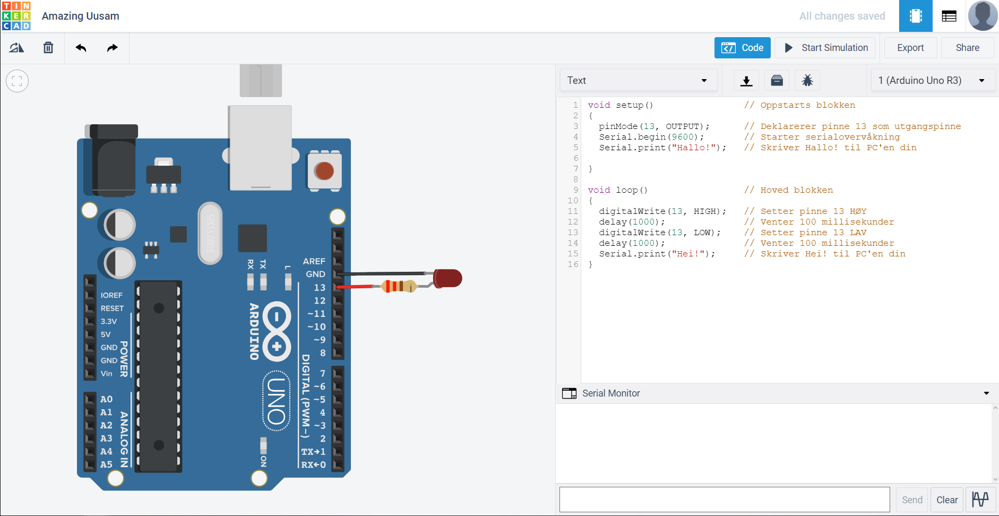 TIN
KER
CAD
Amazing Uusam
All changes saved
Code
Start Simulation
Export
Share
Text
1 (Arduino Uno R3)
1 void setup() // Oppstarts blokken
2 {
3 pinMode(13, OUTPUT); // Deklarerer pinne 13 som utgangspinne
4 Serial.begin(9600); // Starter serialovervåkning
5 Serial.print("Hallo!"); // Skriver Hallo! til PC'en din
6
7 }
8
9 void loop() // Hoved blokken
10 {
11 digitalWrite(13, HIGH); // Setter pinne 13 HØY
12 delay(1000); // Venter 100 millisekunder
13 digitalWrite(13, LOW); // Setter pinne 13 LAV
14 delay(1000); // Venter 100 millisekunder
15 Serial.print("Hei!"); // Skriver Hei! til PC'en din
16 }
Serial Monitor
Send
Clear
SPK16.000G
RX
TX
L
AREF
GND
13
12
~11
~10
~9
8
7
~6
~5
4
~3
2
TX→1
RX←0
IOREF
RESET
3.3V
5V
GND
GND
Vin
POWER
A0
A1
A2
A3
A4
A5
ANALOG IN
ARDUINO
UNO
DIGITAL (PWM ~)
ON